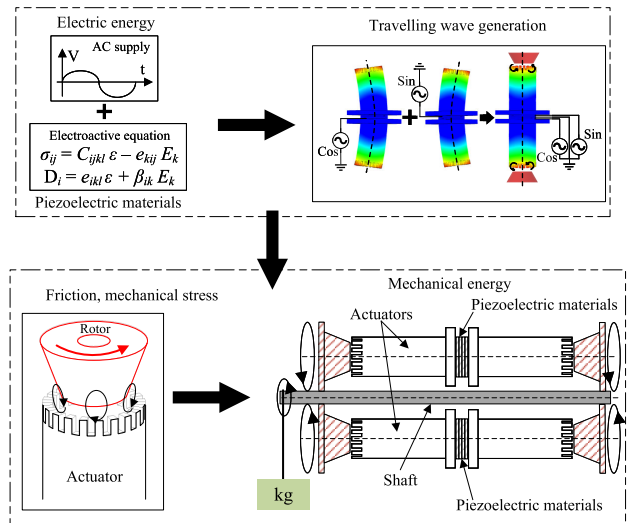 Electric energy
AC supply
V
t
+
Electroactive equation
σij = Cijkl ε − ekij Ek
Di = eikl ε + βik Ek
Piezoelectric materials
Travelling wave generation
Sin
+
Cos
Sin
Cos
Friction, mechanical stress
Rotor
Actuator
Mechanical energy
Piezoelectric materials
Actuators
Shaft
kg
Piezoelectric materials